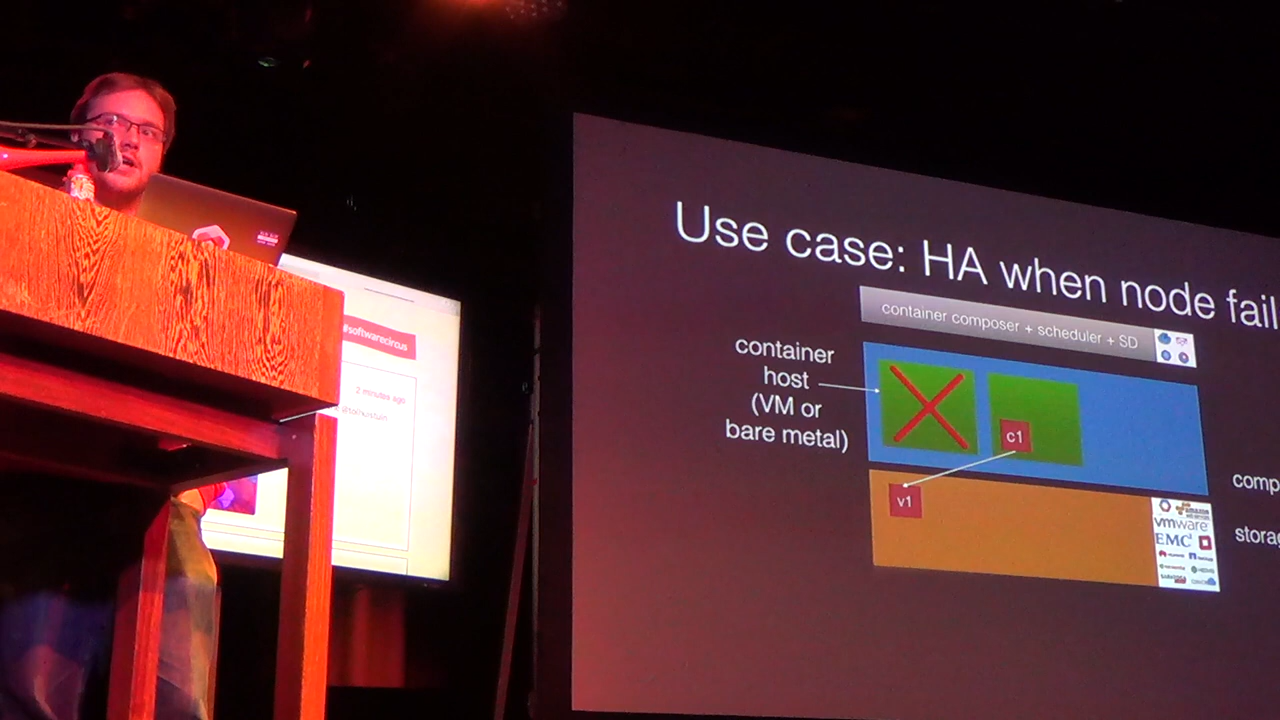 Use case: HA when node fail
container composer + scheduler + SD
container
host
(VM or
bare metal)
c1
v1
comp
storag
amazon
vmware
EMC
#softwarecircus
2 minutes ago